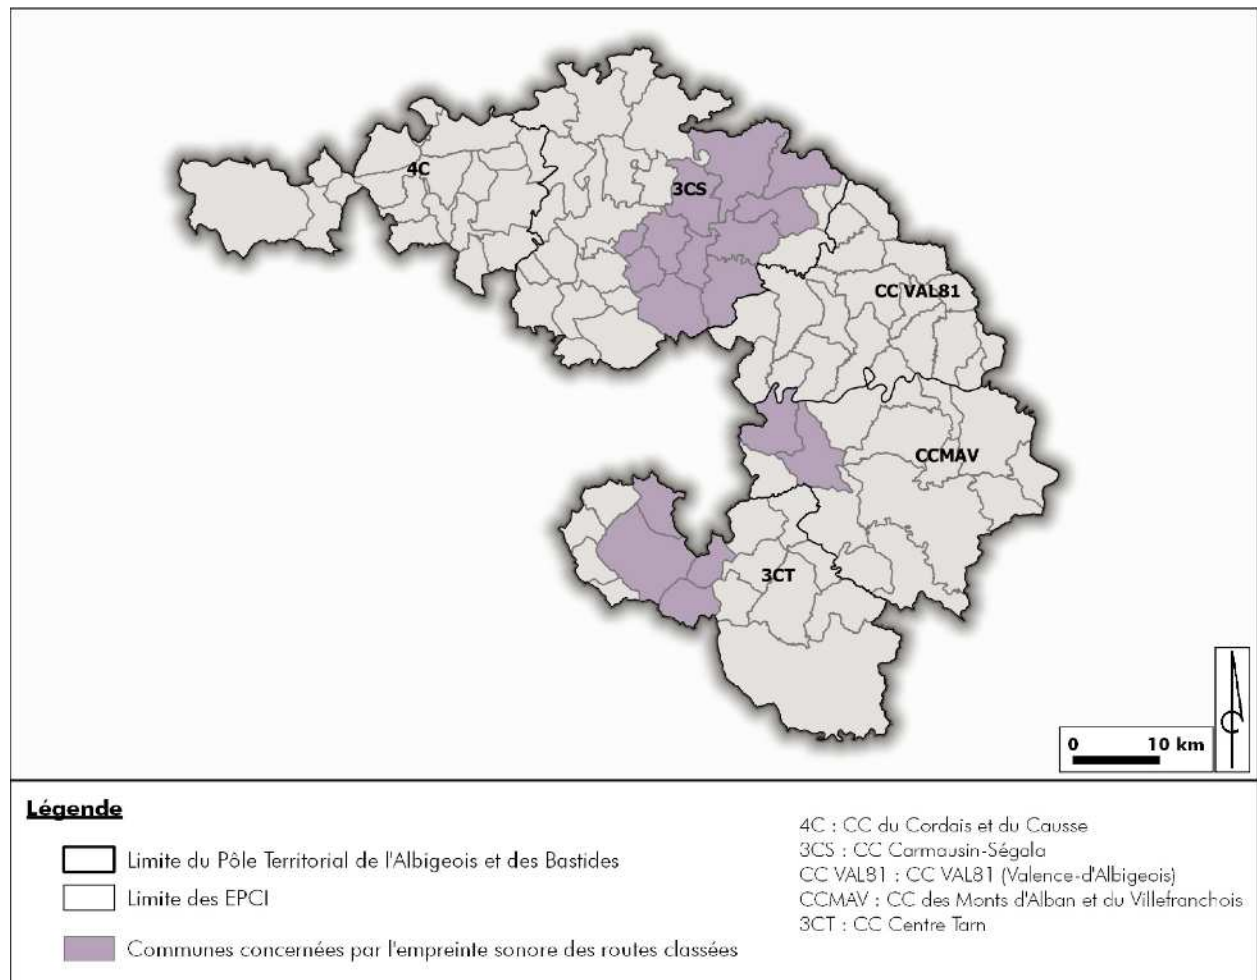 4C
3CS
CC VAL81
CCMAV
3CT
0 10 km
Légende
Limite du Pôle Territorial de l'Albigeois et des Bastides
Limite des EPCI
Communes concernées par l'empreinte sonore des routes classées
4C : CC du Cordais et du Causse
3CS : CC Carmausin-Ségala
CC VAL81 : CC VAL81 (Valence-d'Albigeois)
CCMAV : CC des Monts d'Alban et du Villefranchois
3CT : CC Centre Tarn